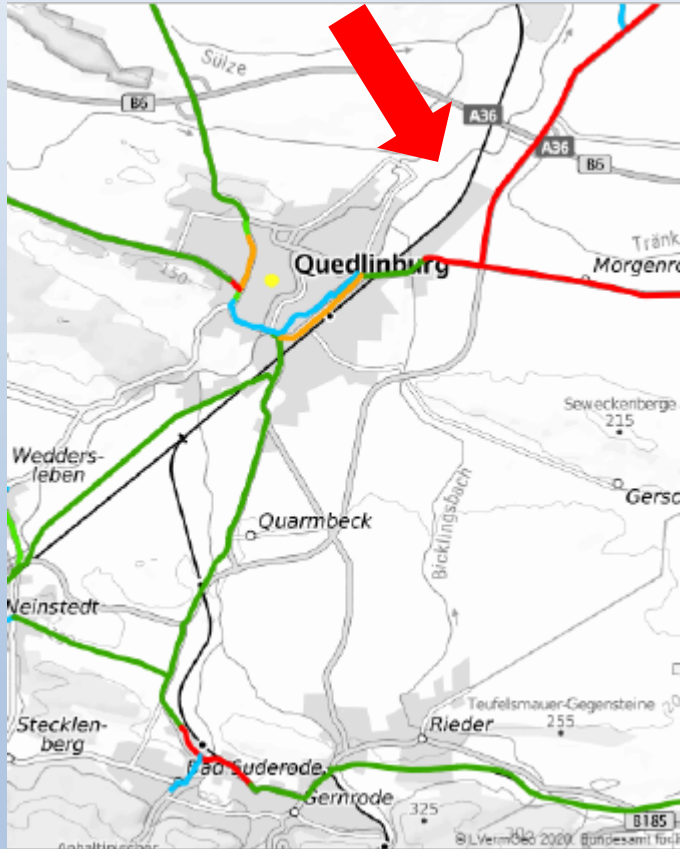 Sülze
B6
A36
A36
B6
Quedlinburg
150
Tränk
Morgenro
Seweckenberge
215
Wedders-
leben
Gersd
Quarmbeck
Bicklingsbach
Neinstedt
Teufelsmauer-Gegensteine
255
Stecklen-
berg
Rieder
Bad Suderode
Gernrode
325
B185
©LVermGeo 2020, Bundesamt für